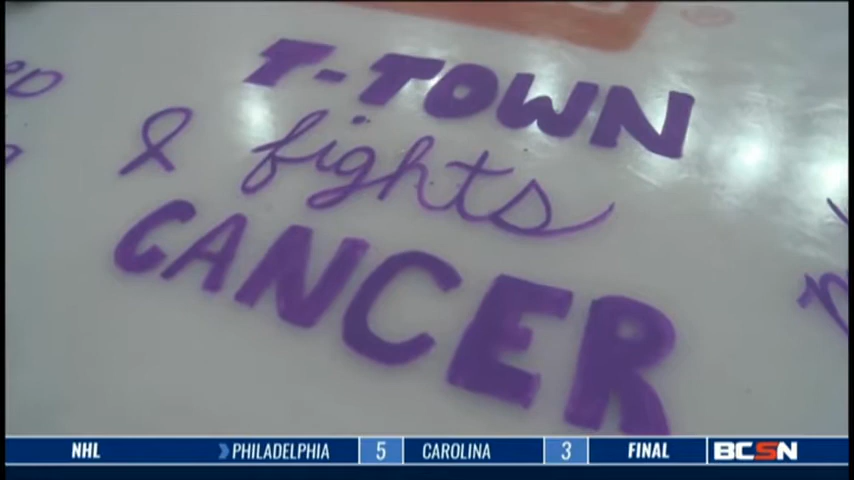 T-TOWN
fights
CANCER
NHL PHILADELPHIA 5 CAROLINA 3 FINAL BCSN